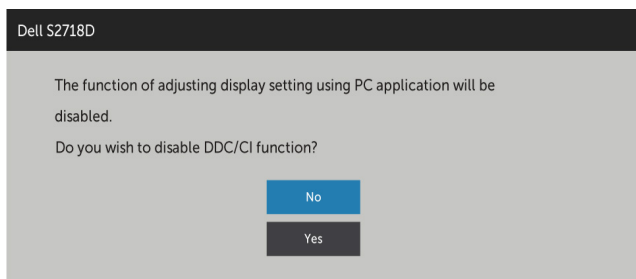 Dell S2718D
The function of adjusting display setting using PC application will be
disabled.
Do you wish to disable DDC/CI function?
No
Yes